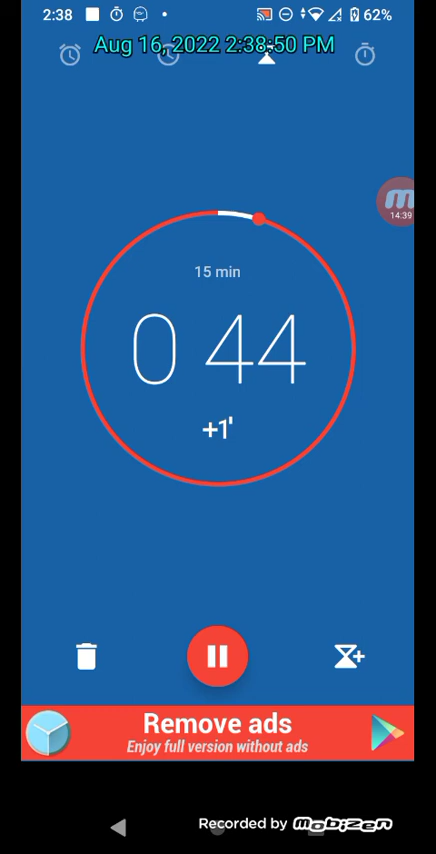 2:38
62%
Aug 16, 2022 2:38:50 PM
14:39
15 min
0 44
+1'
Remove ads
Enjoy full version without ads
Recorded by Mobizen